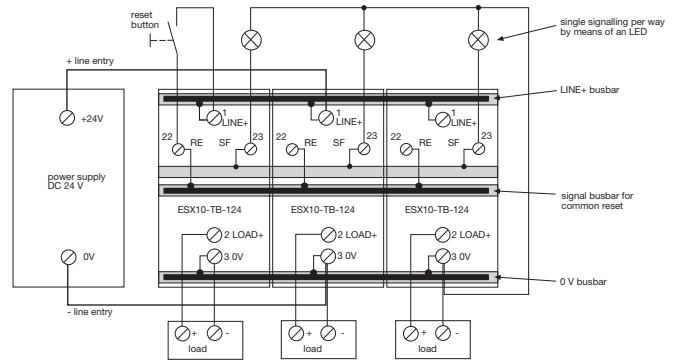 reset
button
single signalling per way
by means of an LED
+ line entry
LINE+ busbar
+24V
1
LINE+
1
LINE+
1
LINE+
22
RE
SF
23
22
RE
SF
23
22
RE
SF
23
power supply
DC 24 V
signal busbar for
common reset
ESX10-TB-124
ESX10-TB-124
ESX10-TB-124
2 LOAD+
2 LOAD+
2 LOAD+
0V
3 0V
3 0V
3 0V
0 V busbar
- line entry
+ -
load
+ -
load
+ -
load